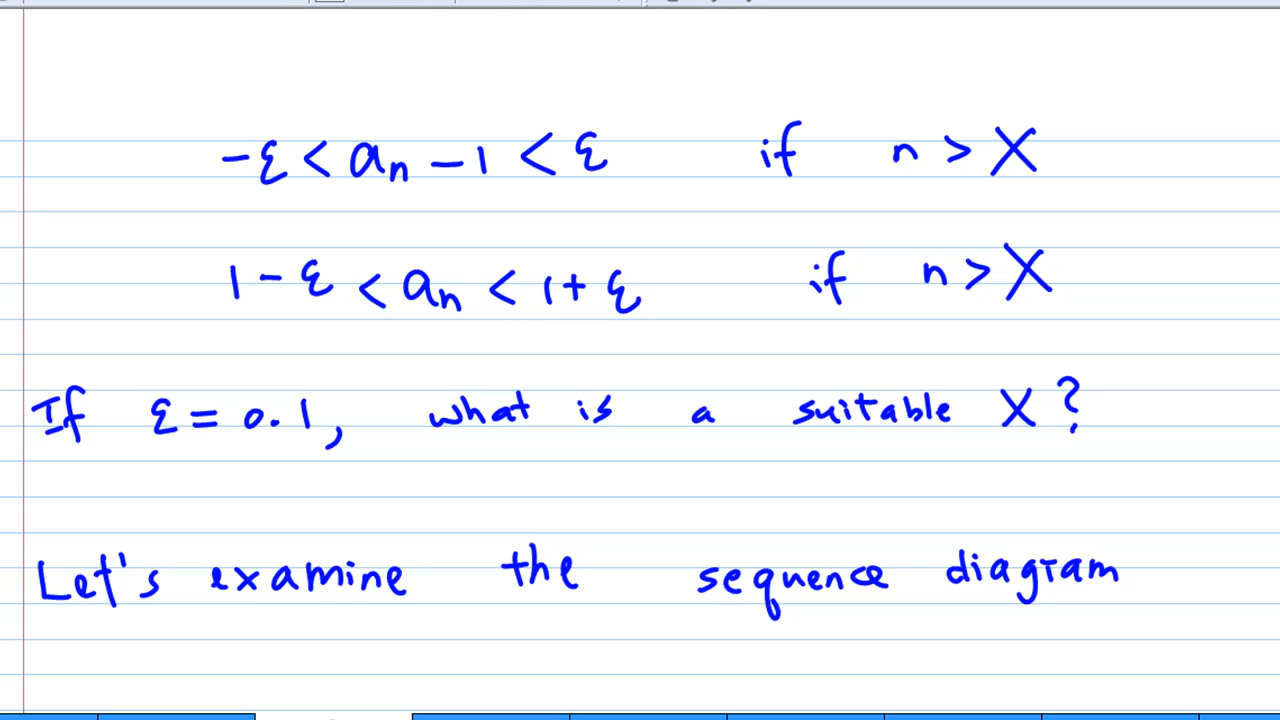 -ε < aₙ - 1 < ε if n > X
1 - ε < aₙ < 1 + ε if n > X
If ε = 0.1, what is a suitable X?
Let's examine the sequence diagram